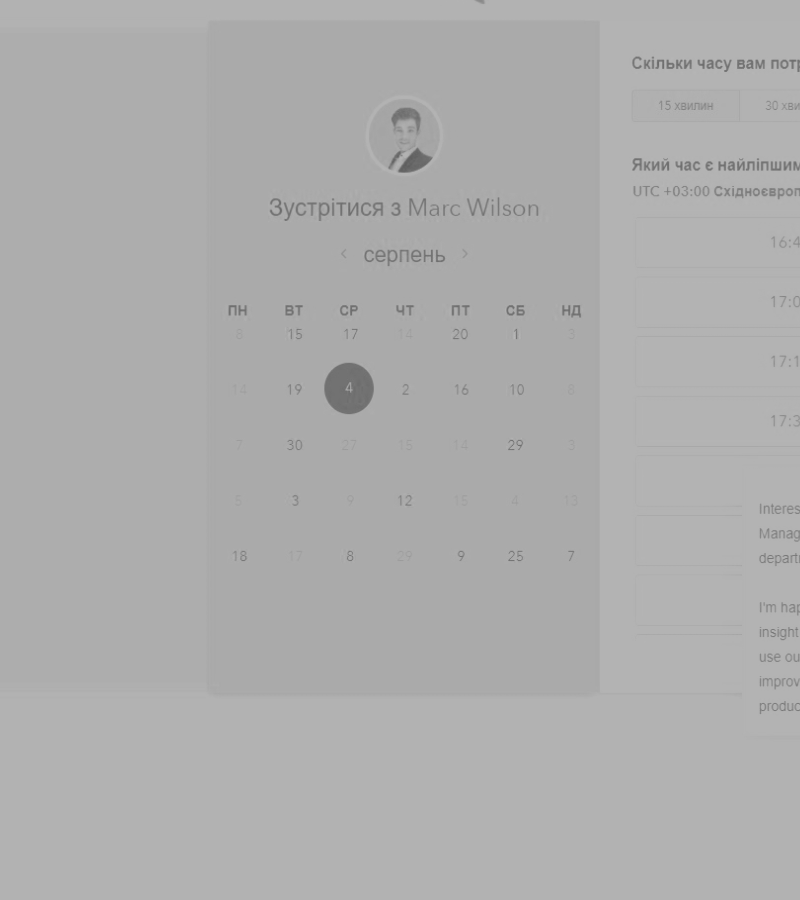 Зустрітися з Marc Wilson
серпень
ПН ВТ СР ЧТ ПТ СБ НД
8 15 17 14 20 1 3
14 19 4 2 16 10 8
7 30 27 15 14 29 3
5 3 9 12 15 4 13
18 17 8 29 9 25 7
Скільки часу вам
15 хвилин 30
Який час є найліпшим
UTC +03:00
16:4
17:0
17:1
17:3
Interes
Manag
depart
I'm hap
insight
use ou
improv
produc